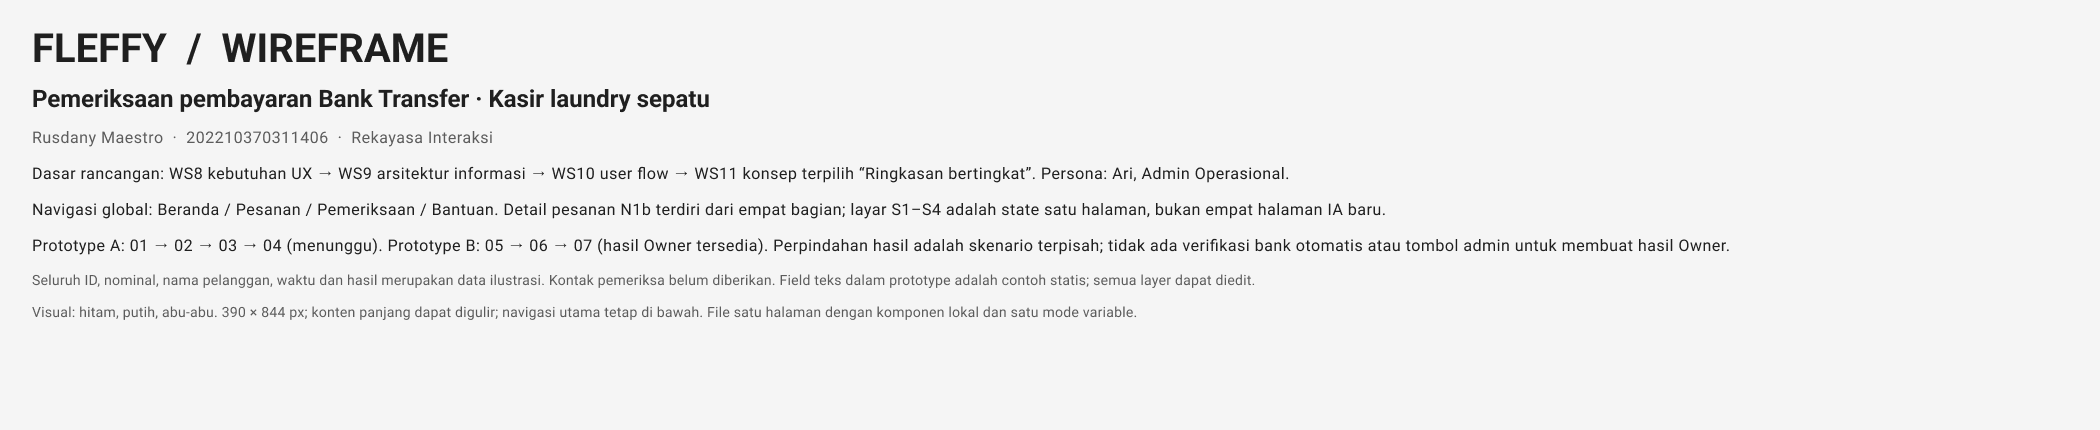 FLEFFY / WIREFRAME
Pemeriksaan pembayaran Bank Transfer · Kasir laundry sepatu
Rusdany Maestro · 202210370311406 · Rekayasa Interaksi
Dasar rancangan: WS8 kebutuhan UX → WS9 arsitektur informasi → WS10 user flow → WS11 konsep terpilih “Ringkasan bertingkat”. Persona: Ari, Admin Operasional.
Navigasi global: Beranda / Pesanan / Pemeriksaan / Bantuan. Detail pesanan N1b terdiri dari empat bagian; layar S1–S4 adalah state satu halaman, bukan empat halaman IA baru.
Prototype A: 01 → 02 → 03 → 04 (menunggu). Prototype B: 05 → 06 → 07 (hasil Owner tersedia). Perpindahan hasil adalah skenario terpisah; tidak ada verifikasi bank otomatis atau tombol admin untuk membuat hasil Owner.
Seluruh ID, nominal, nama pelanggan, waktu dan hasil merupakan data ilustrasi. Kontak pemeriksa belum diberikan. Field teks dalam prototype adalah contoh statis; semua layer dapat diedit.
Visual: hitam, putih, abu-abu. 390 × 844 px; konten panjang dapat digulir; navigasi utama tetap di bawah. File satu halaman dengan komponen lokal dan satu mode variable.